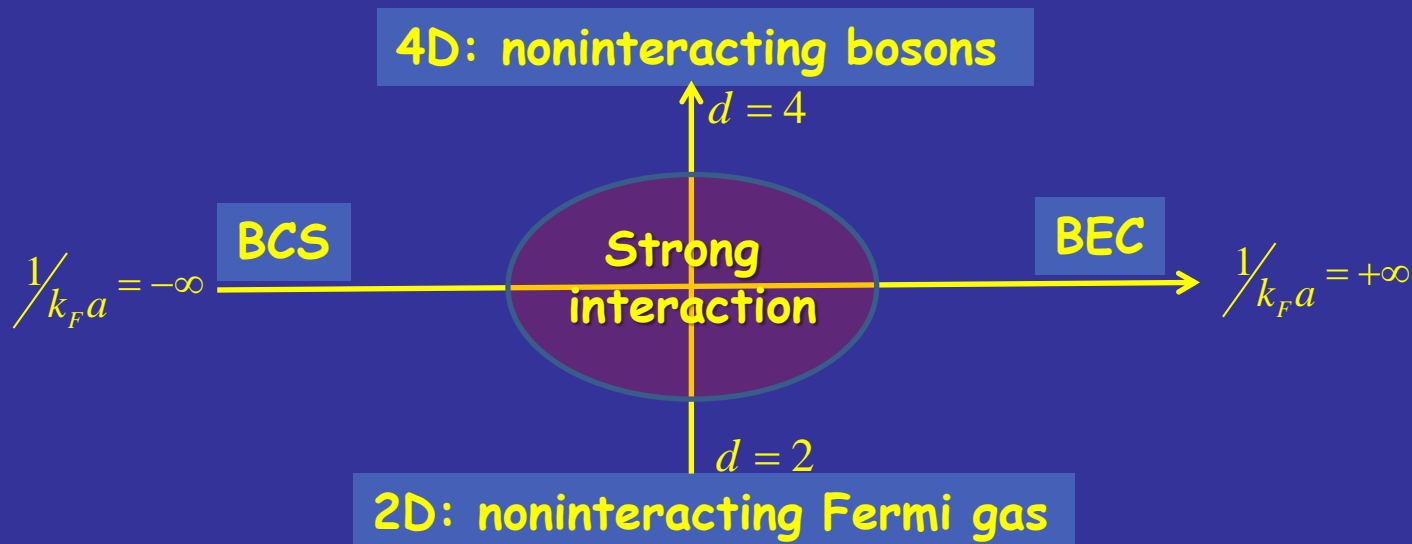 4D: noninteracting bosons
d = 4
BCS
BEC
Strong
interaction
1/k_F a = −∞
1/k_F a = +∞
d = 2
2D: noninteracting Fermi gas